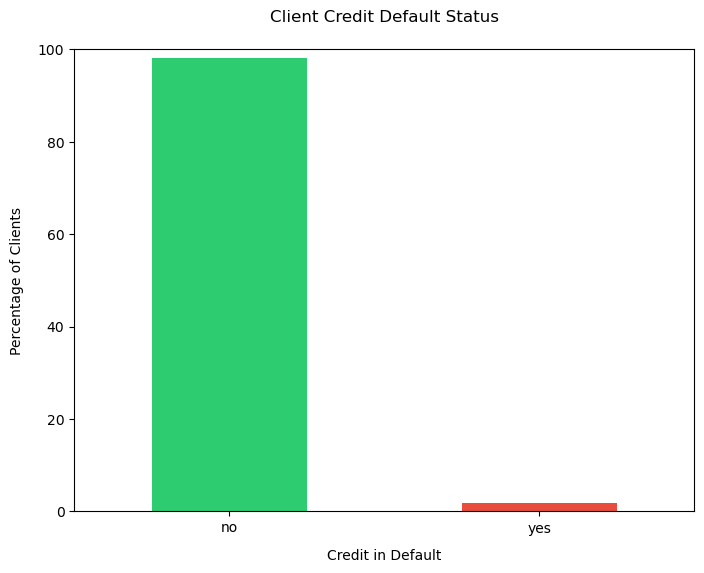 Client Credit Default Status
Percentage of Clients
100
80
60
40
20
0
no
yes
Credit in Default